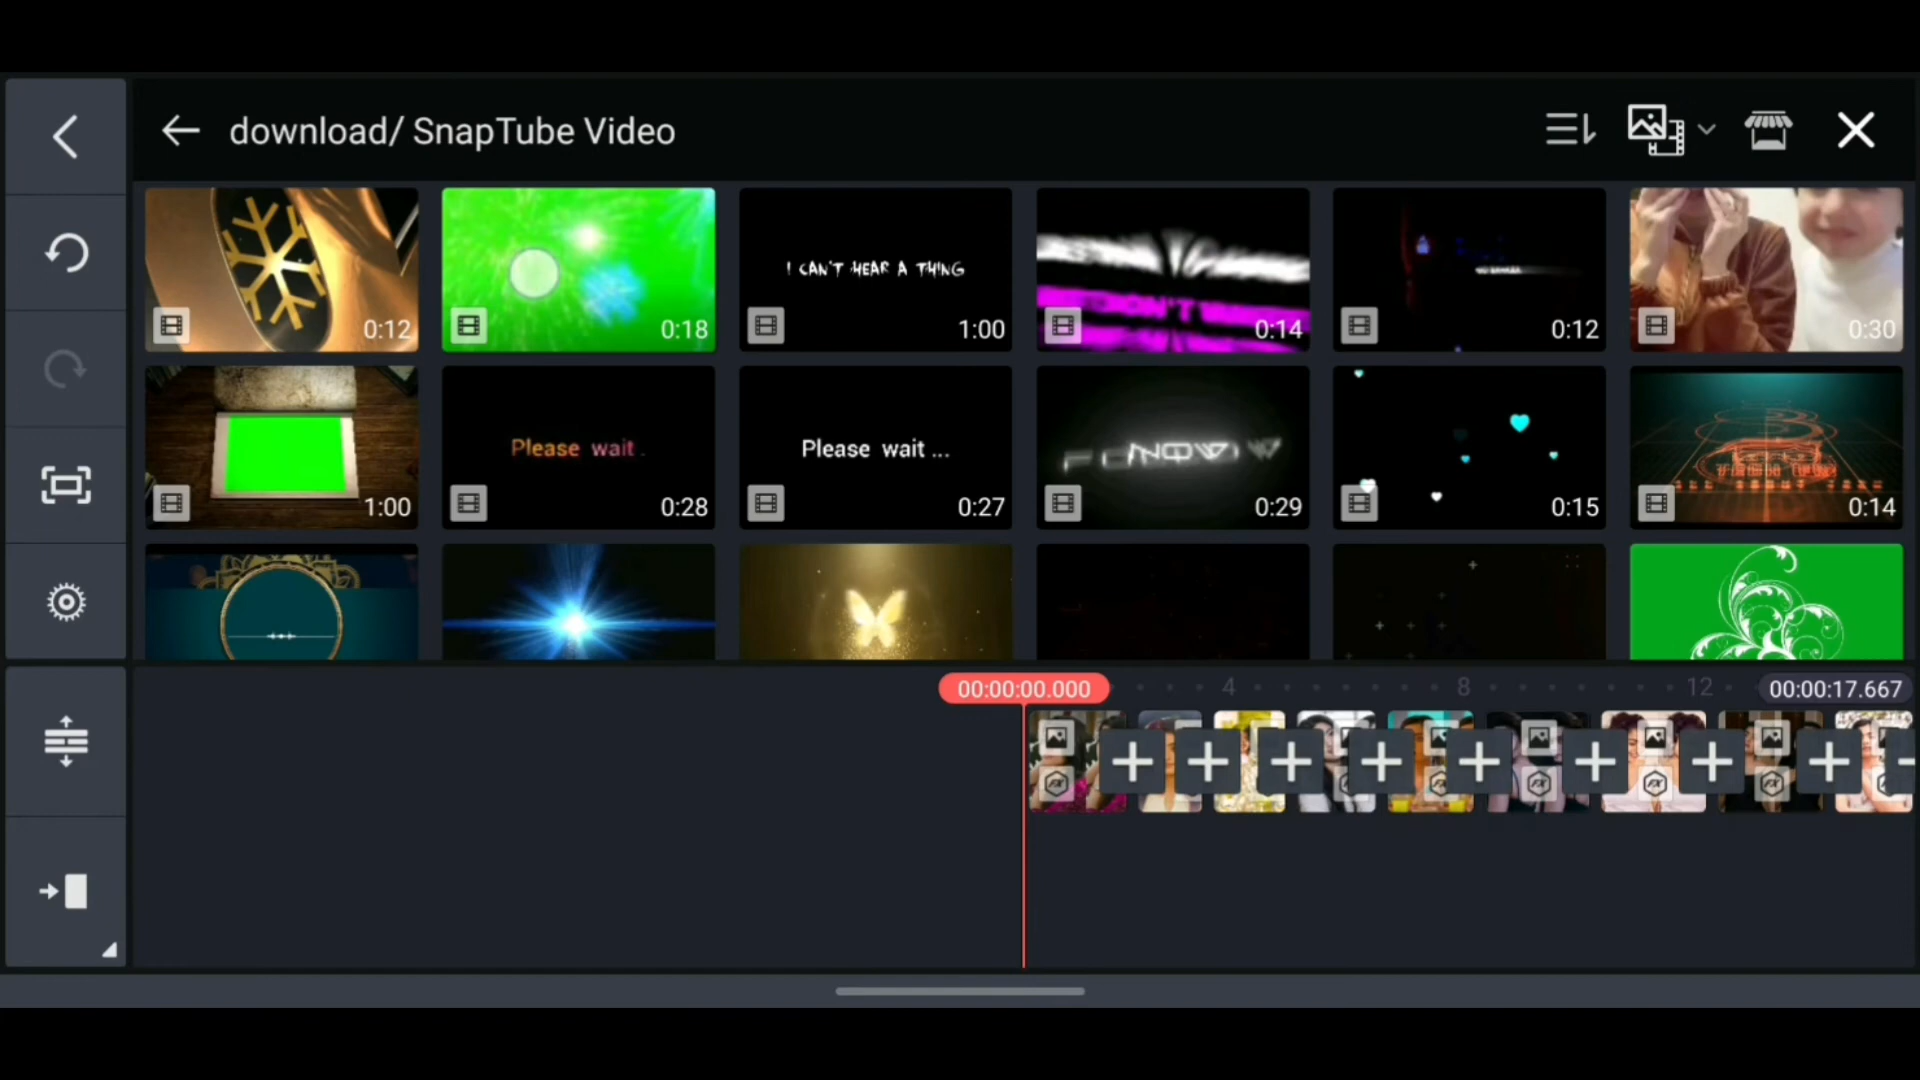 download/ SnapTube Video
0:12
0:18
I CAN'T HEAR A THING
1:00
DON'T
0:14
0:12
0:30
1:00
Please wait .
0:28
Please wait ...
0:27
NOW
0:29
0:15
0:14
00:00:00.000
4
8
12
00:00:17.667